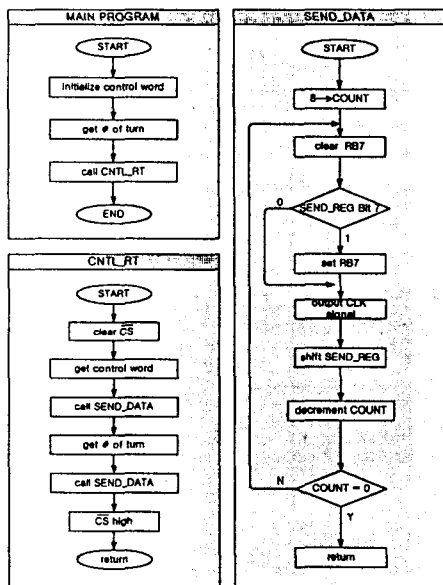 MAIN PROGRAM
START
Initialize control word
get # of turn
call CNTL_RT
END
CNTL_RT
START
clear CS
get control word
call SEND_DATA
get # of turn
call SEND_DATA
CS high
return
SEND_DATA
START
8→COUNT
clear RB7
SEND_REG Bit 7
0
1
set RB7
output CLK
signal
shift SEND_REG
decrement COUNT
COUNT = 0
N
Y
return